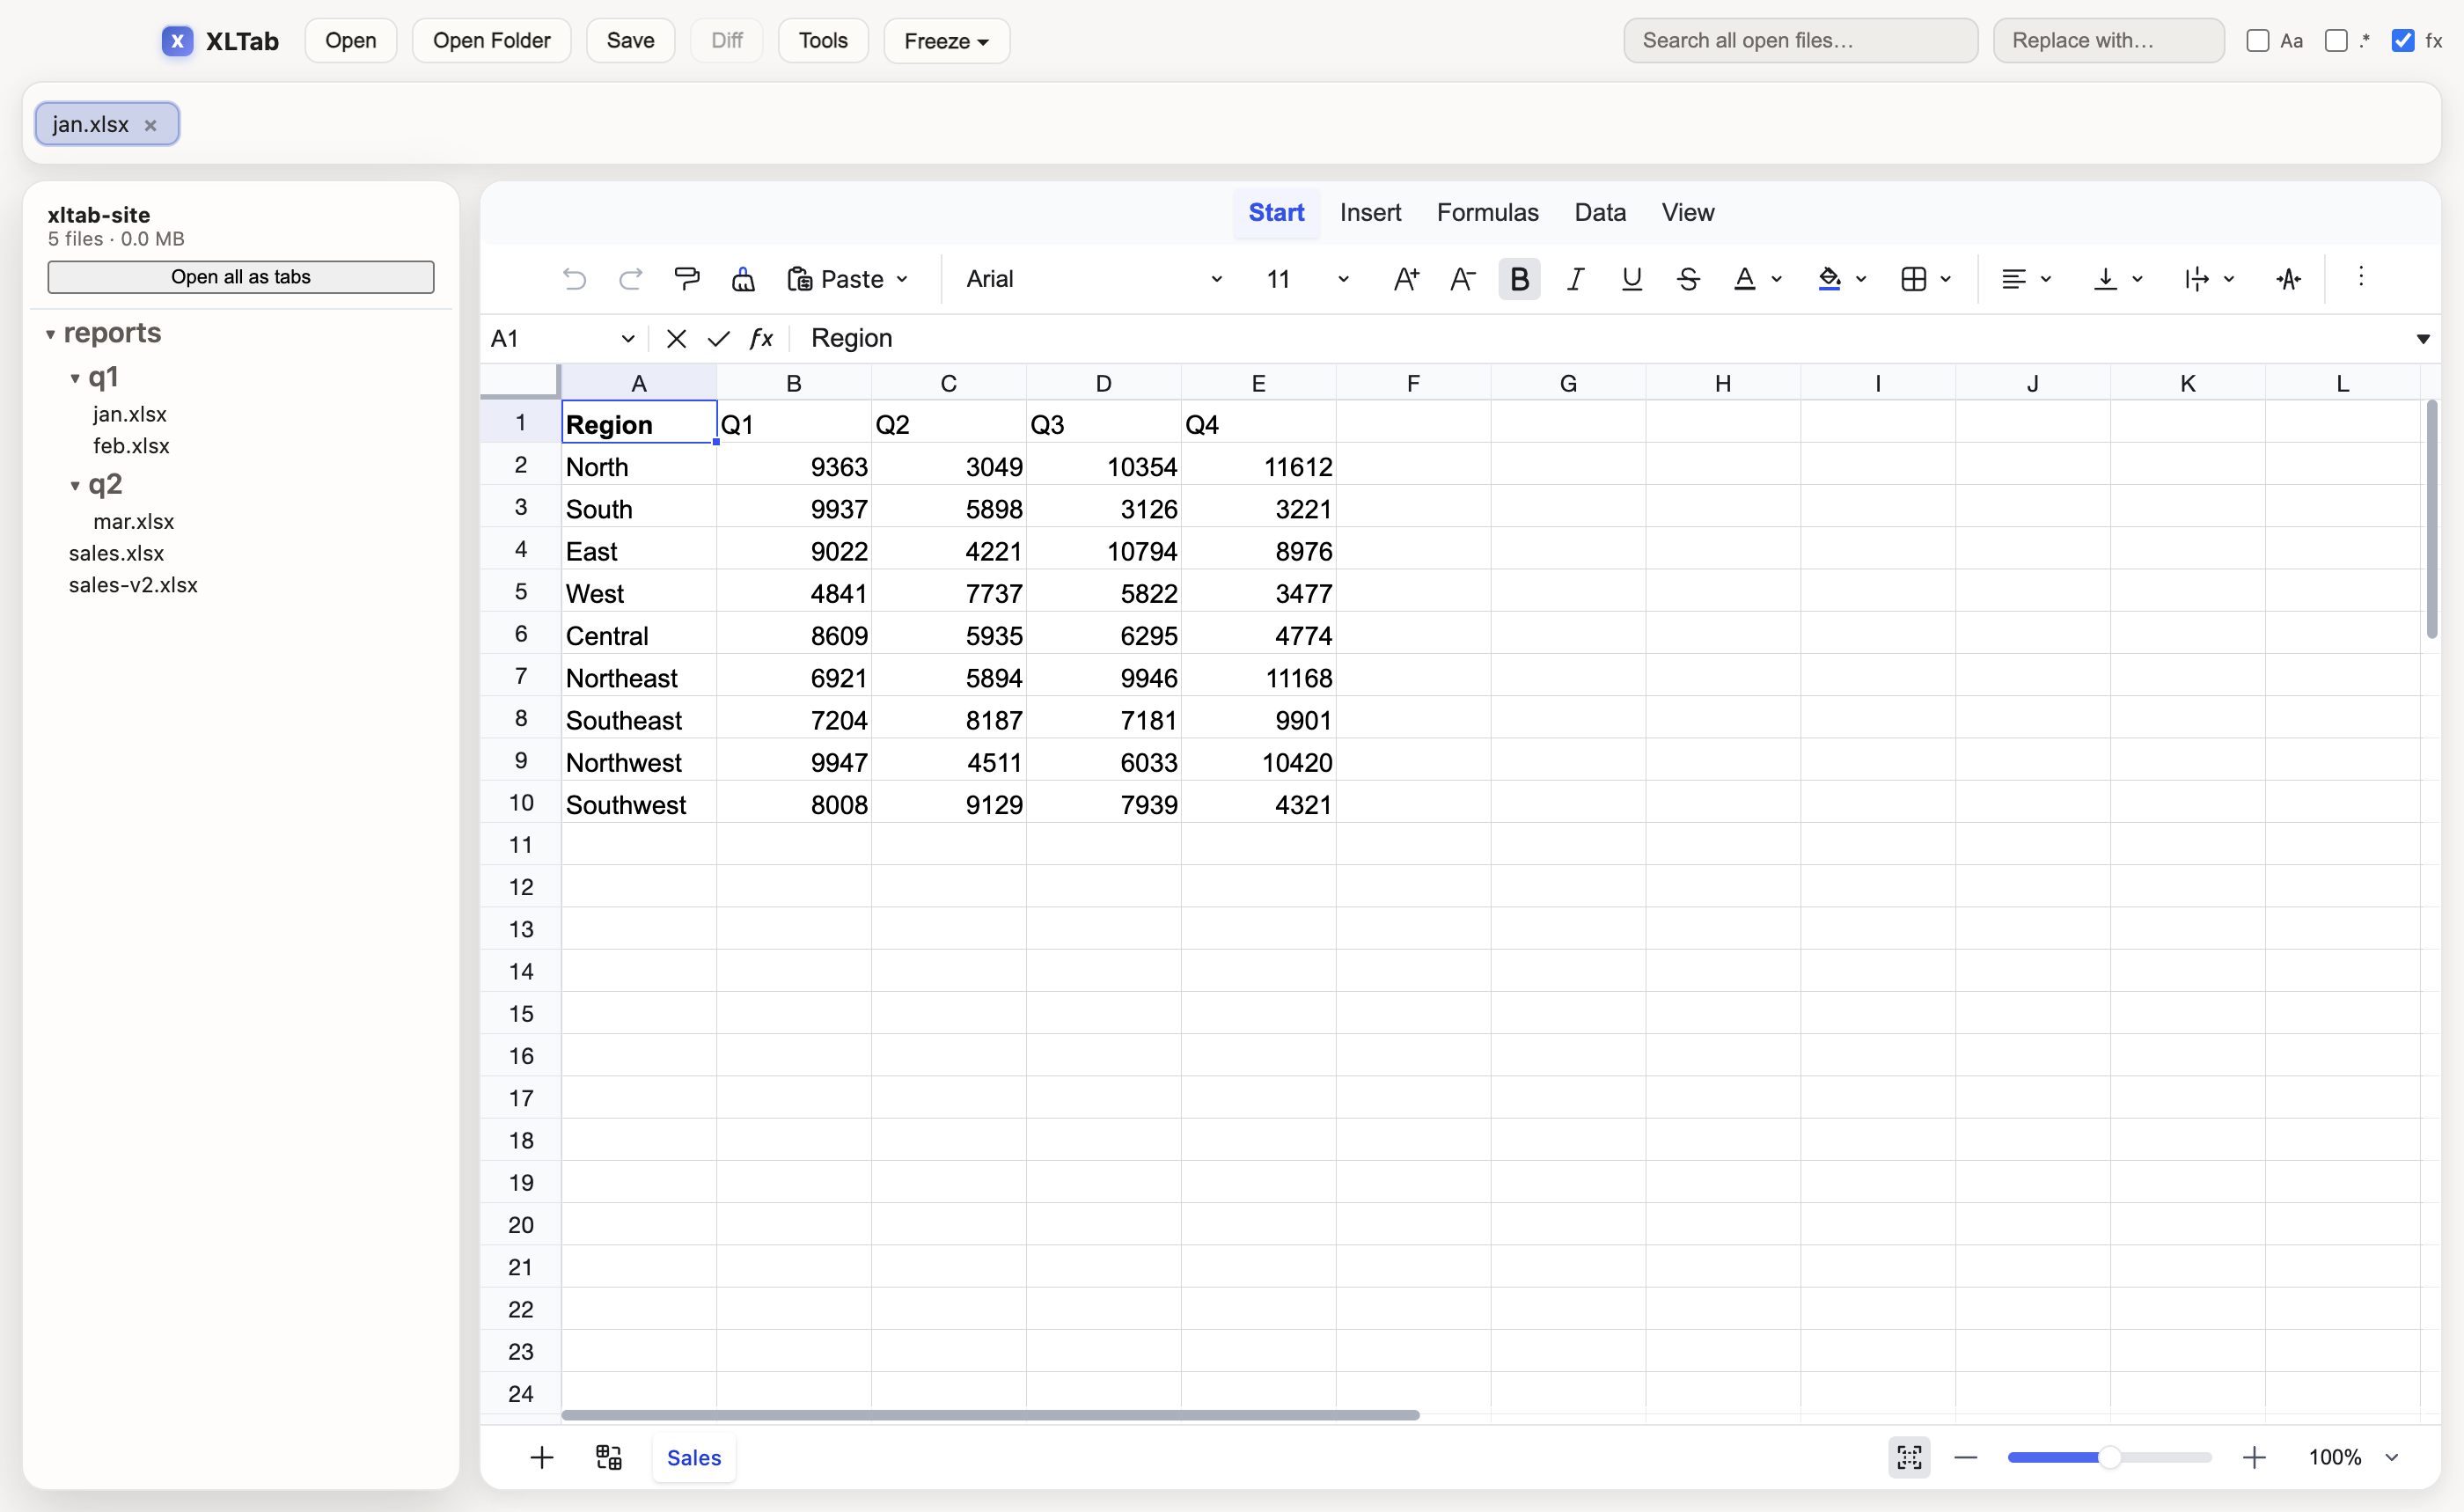 X XLTab Open Open Folder Save Diff Tools Freeze Search all open files… Replace with… Aa .* fx
jan.xlsx ×
xltab-site
5 files · 0.0 MB
Open all as tabs
reports
q1
jan.xlsx
feb.xlsx
q2
mar.xlsx
sales.xlsx
sales-v2.xlsx
Start Insert Formulas Data View
Paste Arial 11 A+ A- B I U S A
A1 fx Region
A B C D E F G H I J K L
1 Region Q1 Q2 Q3 Q4
2 North 9363 3049 10354 11612
3 South 9937 5898 3126 3221
4 East 9022 4221 10794 8976
5 West 4841 7737 5822 3477
6 Central 8609 5935 6295 4774
7 Northeast 6921 5894 9946 11168
8 Southeast 7204 8187 7181 9901
9 Northwest 9947 4511 6033 10420
10 Southwest 8008 9129 7939 4321
11
12
13
14
15
16
17
18
19
20
21
22
23
24
Sales 100%